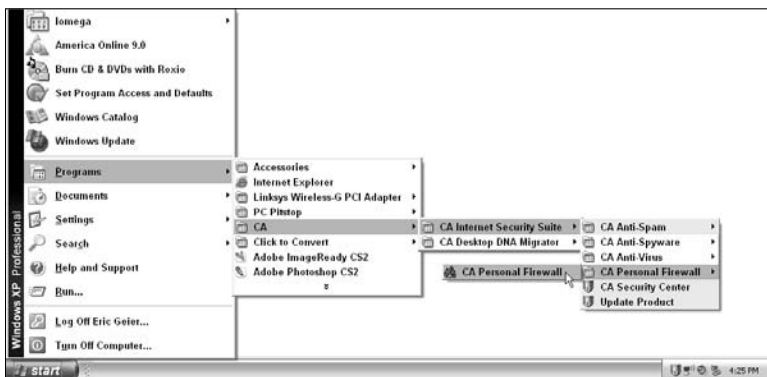 Iomega
America Online 9.0
Burn CD & DVDs with Roxio
Set Program Access and Defaults
Windows Catalog
Windows Update
Programs
Documents
Settings
Search
Help and Support
Run...
Log Off Eric Geier...
Turn Off Computer...
Windows XP Professional
Accessories
Internet Explorer
Linksys Wireless-G PCI Adapter
PC Pitstop
CA
Click to Convert
Adobe ImageReady CS2
Adobe Photoshop CS2
CA Internet Security Suite
CA Desktop DNA Migrator
CA Personal Firewall
CA Anti-Spam
CA Anti-Spyware
CA Anti-Virus
CA Personal Firewall
CA Security Center
Update Product
start
4:25 PM